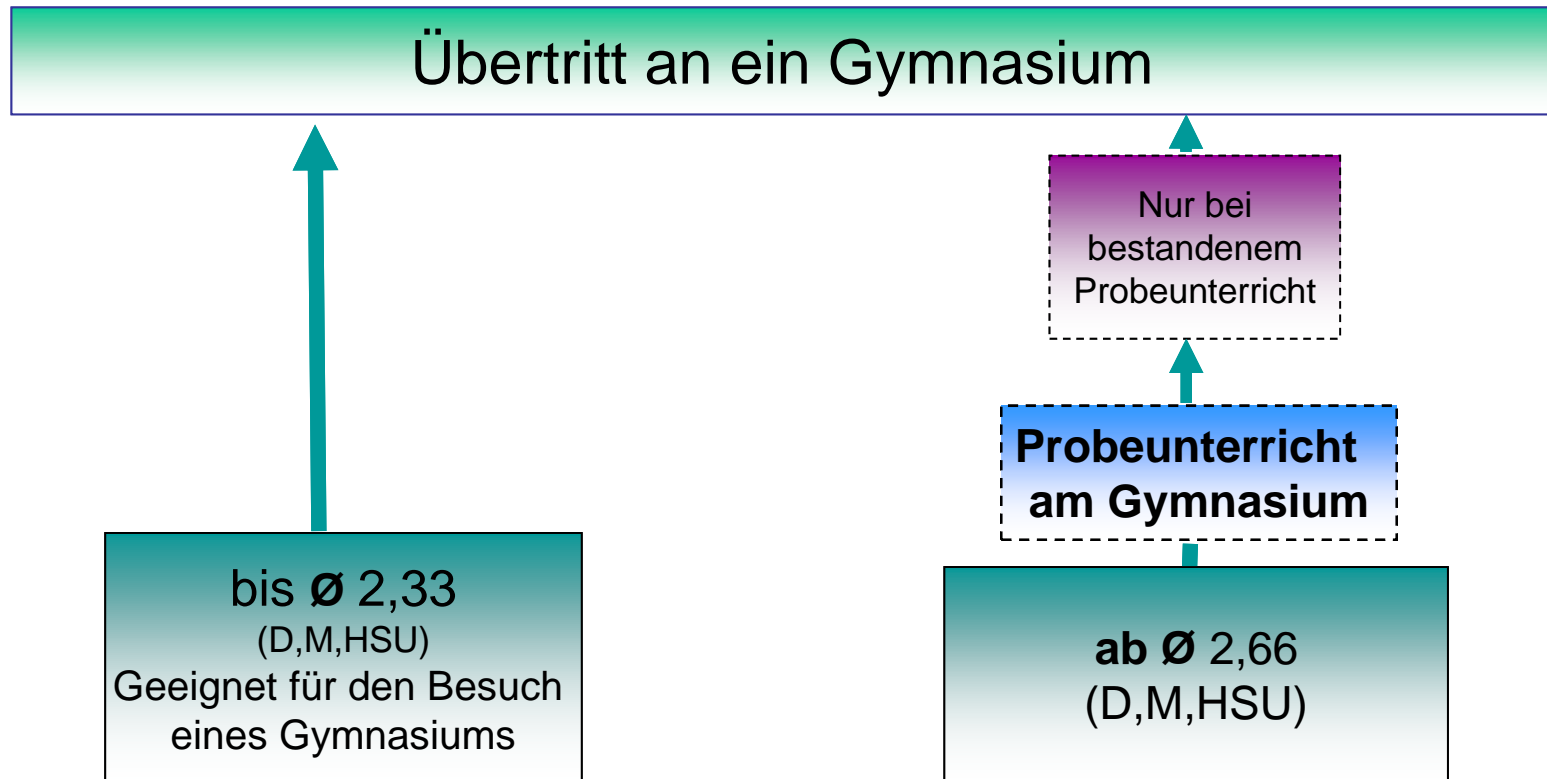 Übertritt an ein Gymnasium
Nur bei
bestandenem
Probeunterricht
Probeunterricht
am Gymnasium
bis Ø 2,33
(D,M,HSU)
Geeignet für den Besuch
eines Gymnasiums
ab Ø 2,66
(D,M,HSU)